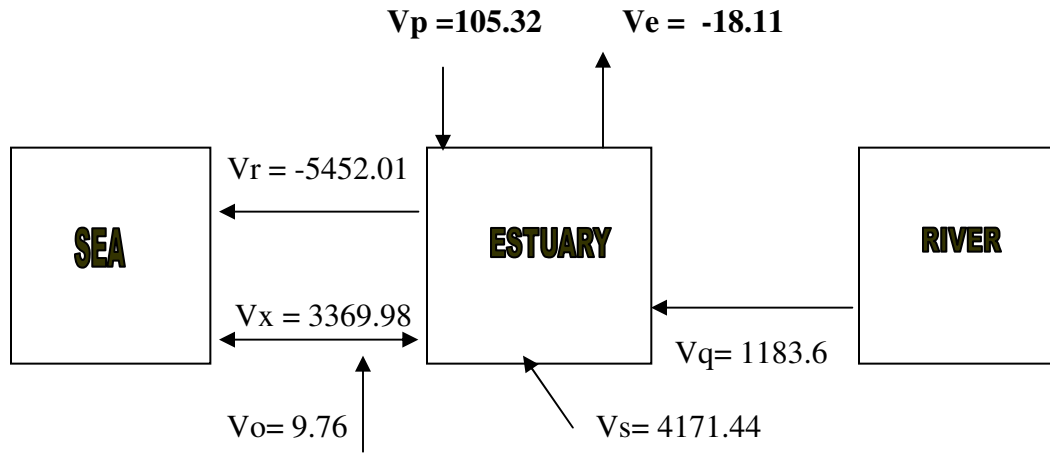 Vp =105.32 Ve = -18.11
Vr = -5452.01
SEA ESTUARY RIVER
Vx = 3369.98
Vq= 1183.6
Vo= 9.76 Vs= 4171.44